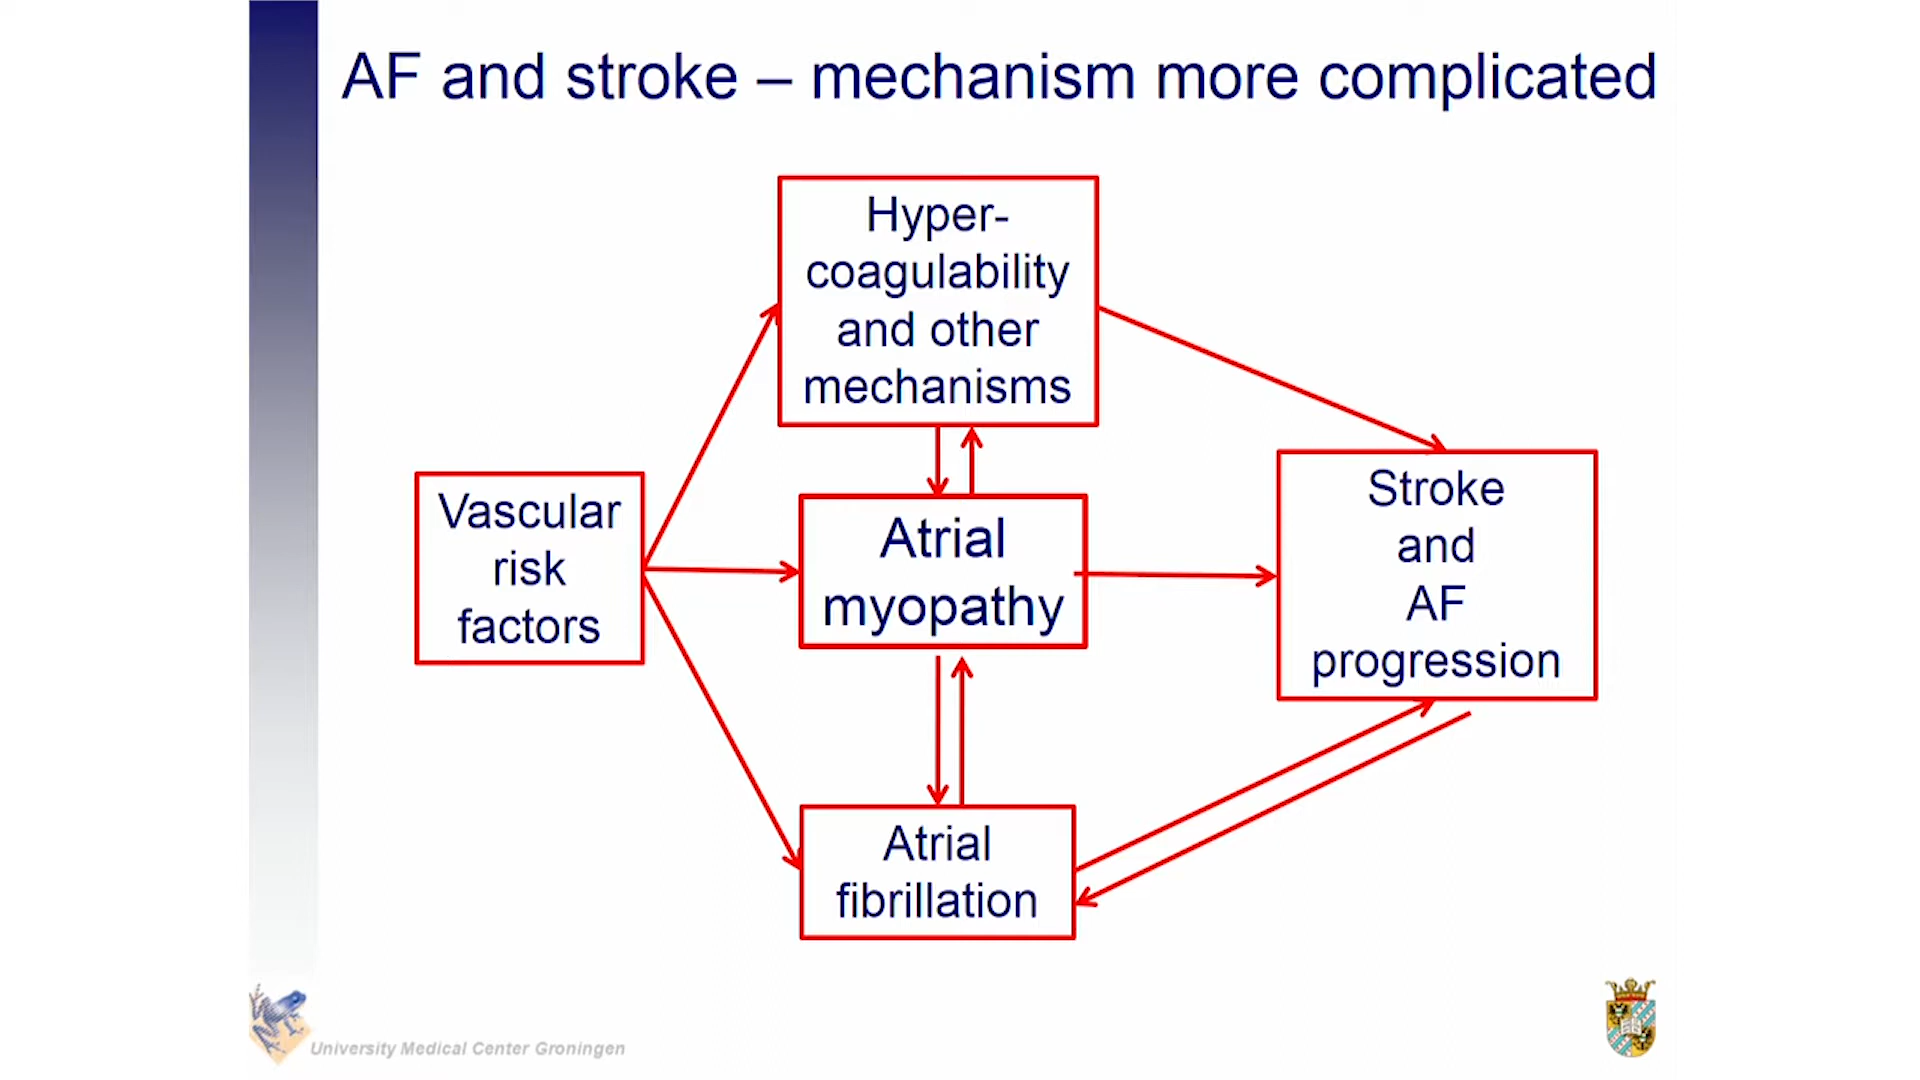 AF and stroke – mechanism more complicated
Hyper-
coagulability
and other
mechanisms
Vascular
risk
factors
Atrial
myopathy
Stroke
and
AF
progression
Atrial
fibrillation
University Medical Center Groningen